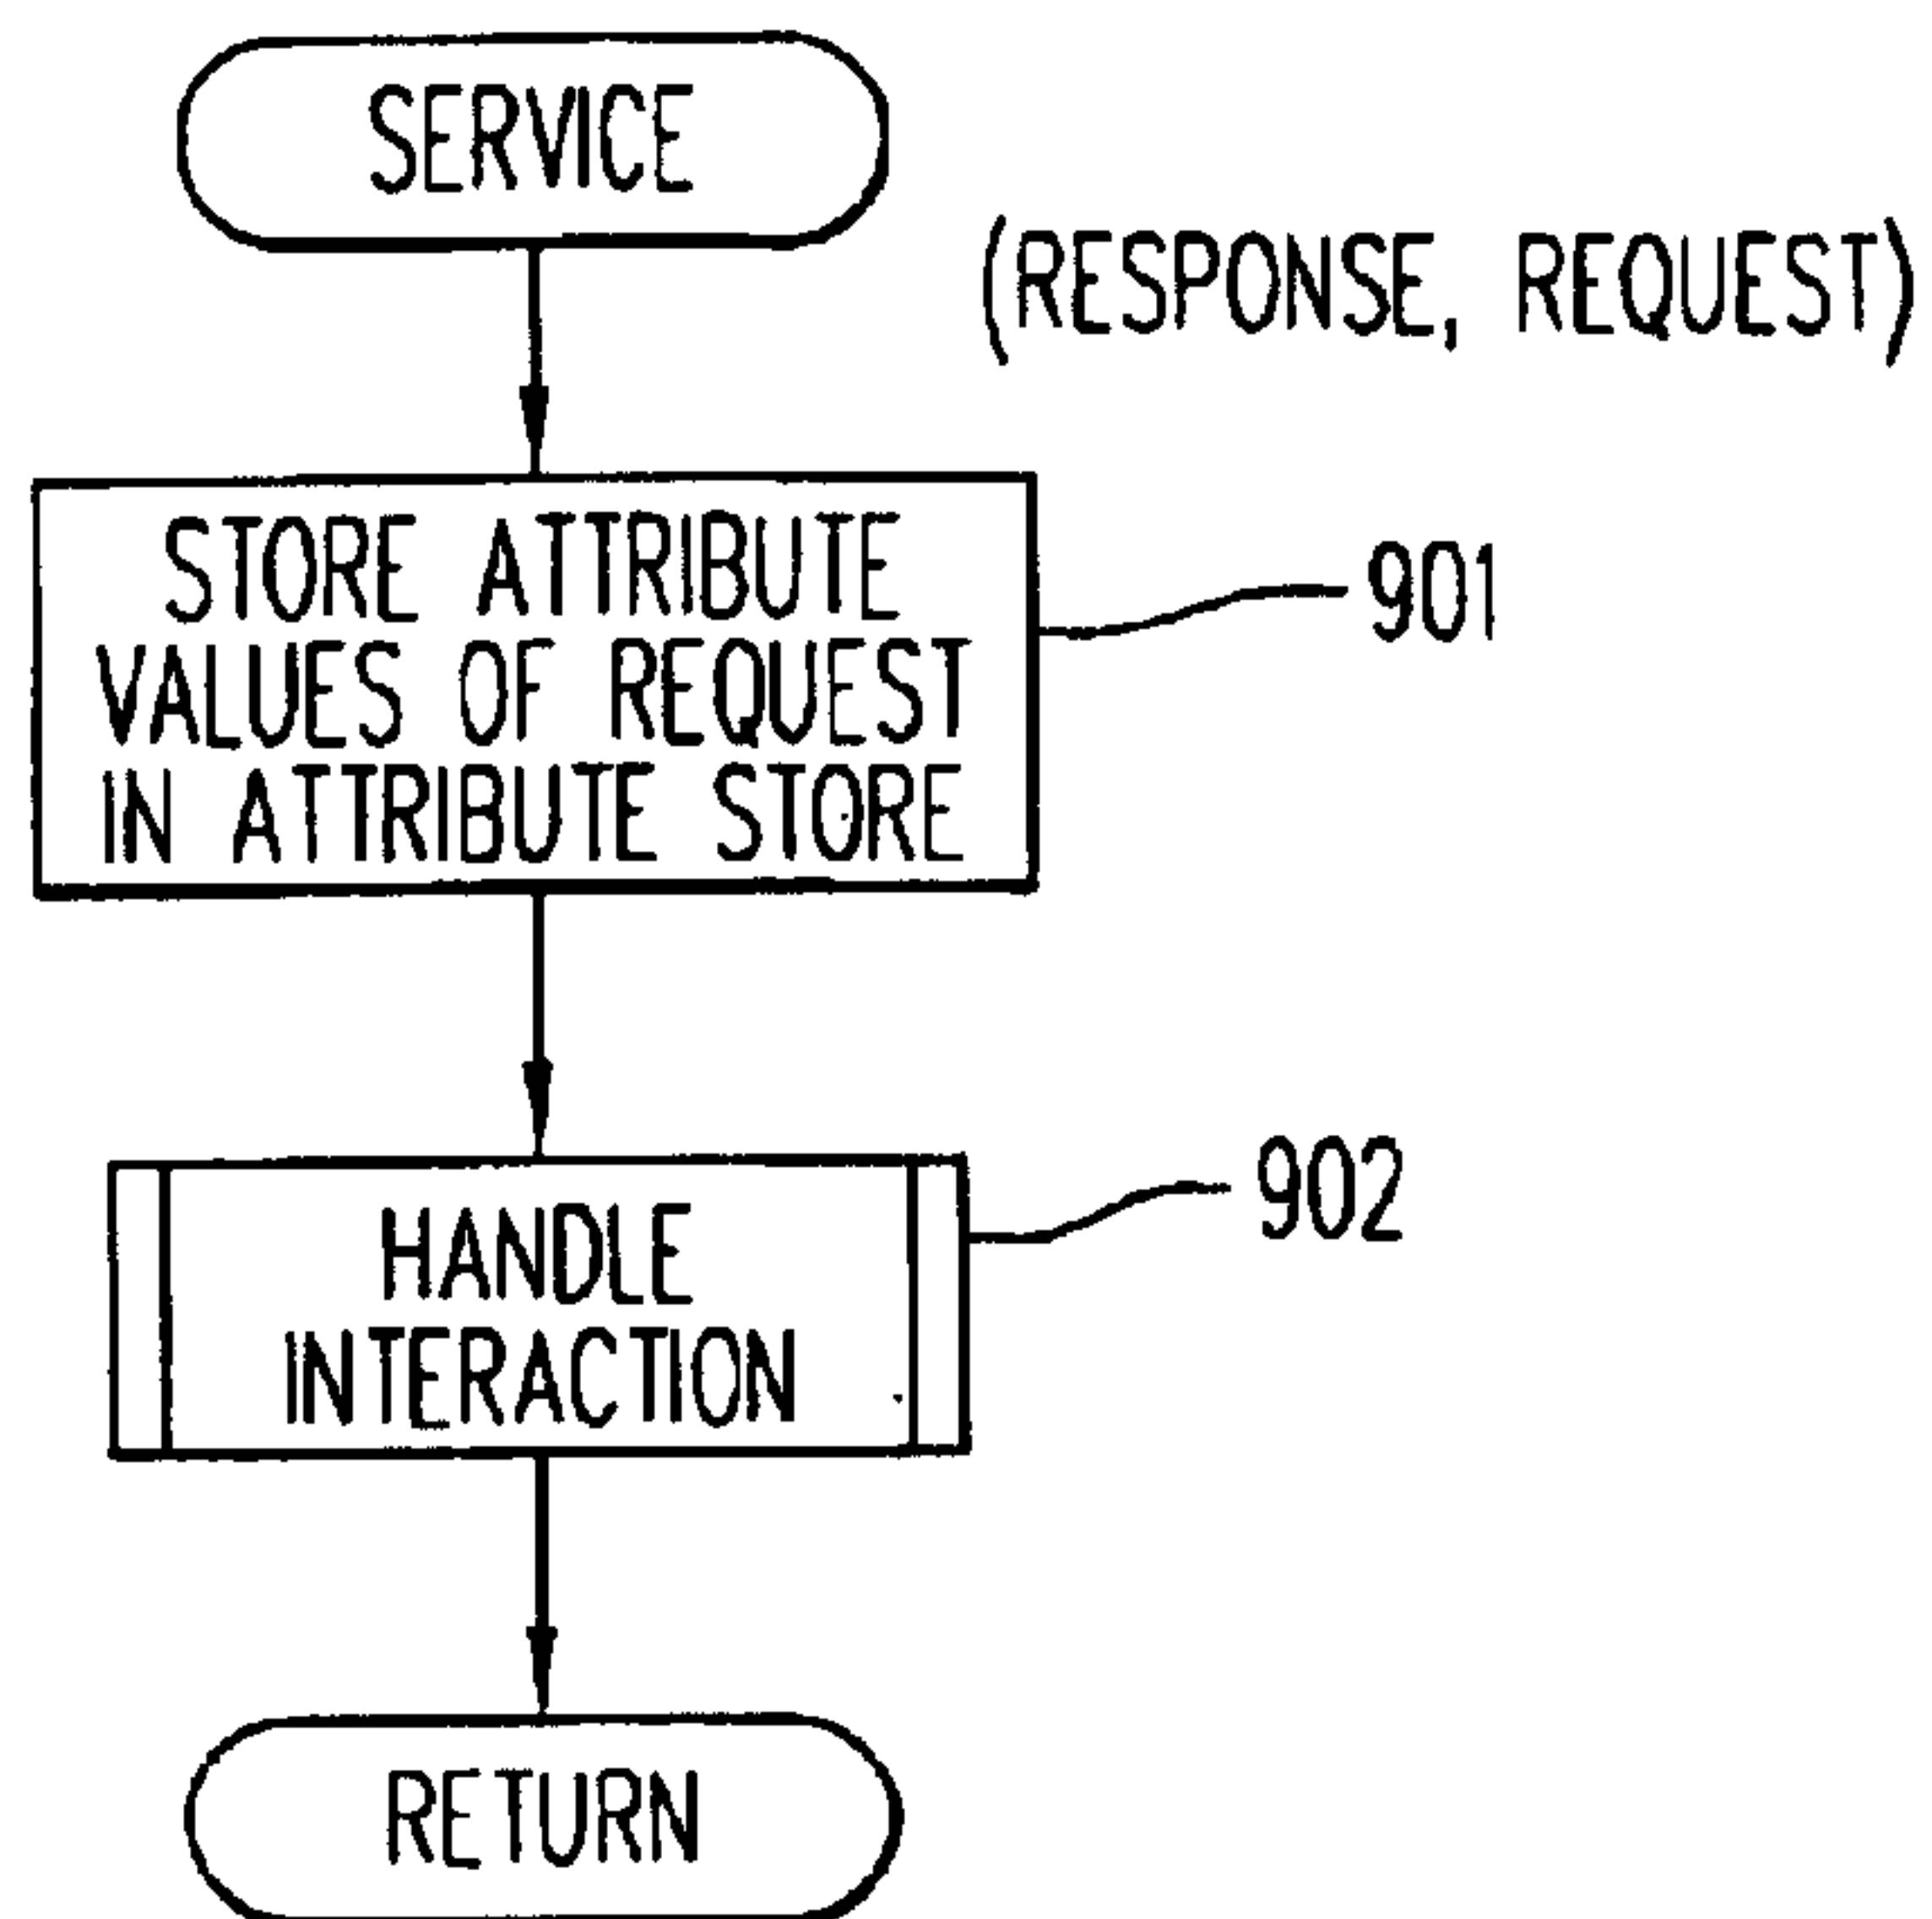 SERVICE
(RESPONSE, REQUEST)
STORE ATTRIBUTE
VALUES OF REQUEST
IN ATTRIBUTE STORE
901
HANDLE
INTERACTION
902
RETURN